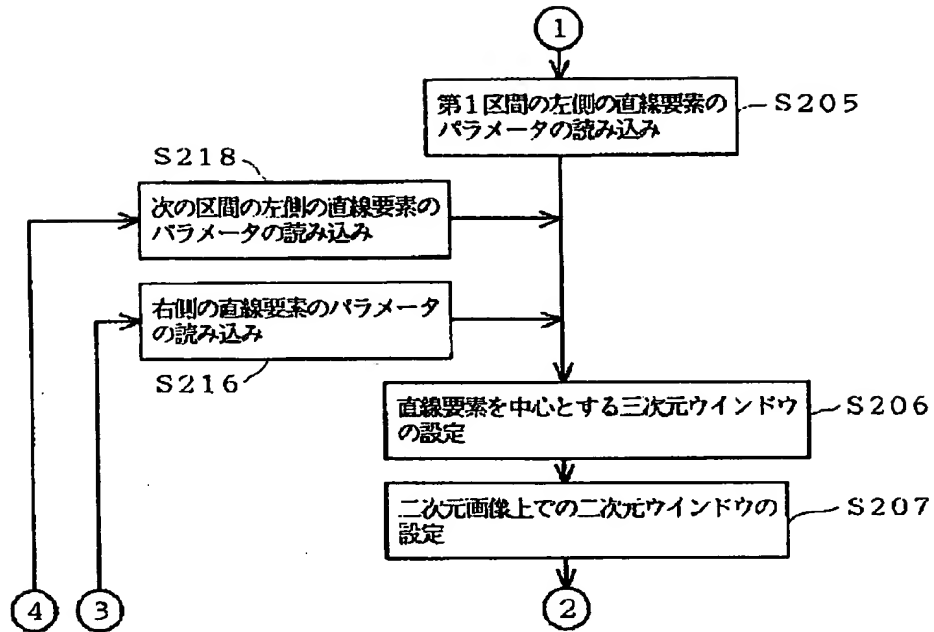 1
第1区間の左側の直線要素の
パラメータの読み込み
S205
S218
次の区間の左側の直線要素の
パラメータの読み込み
右側の直線要素のパラメータ
の読み込み
S216
直線要素を中心とする三次元ウインドウ
の設定
S206
二次元画像上での二次元ウインドウの
設定
S207
4
3
2